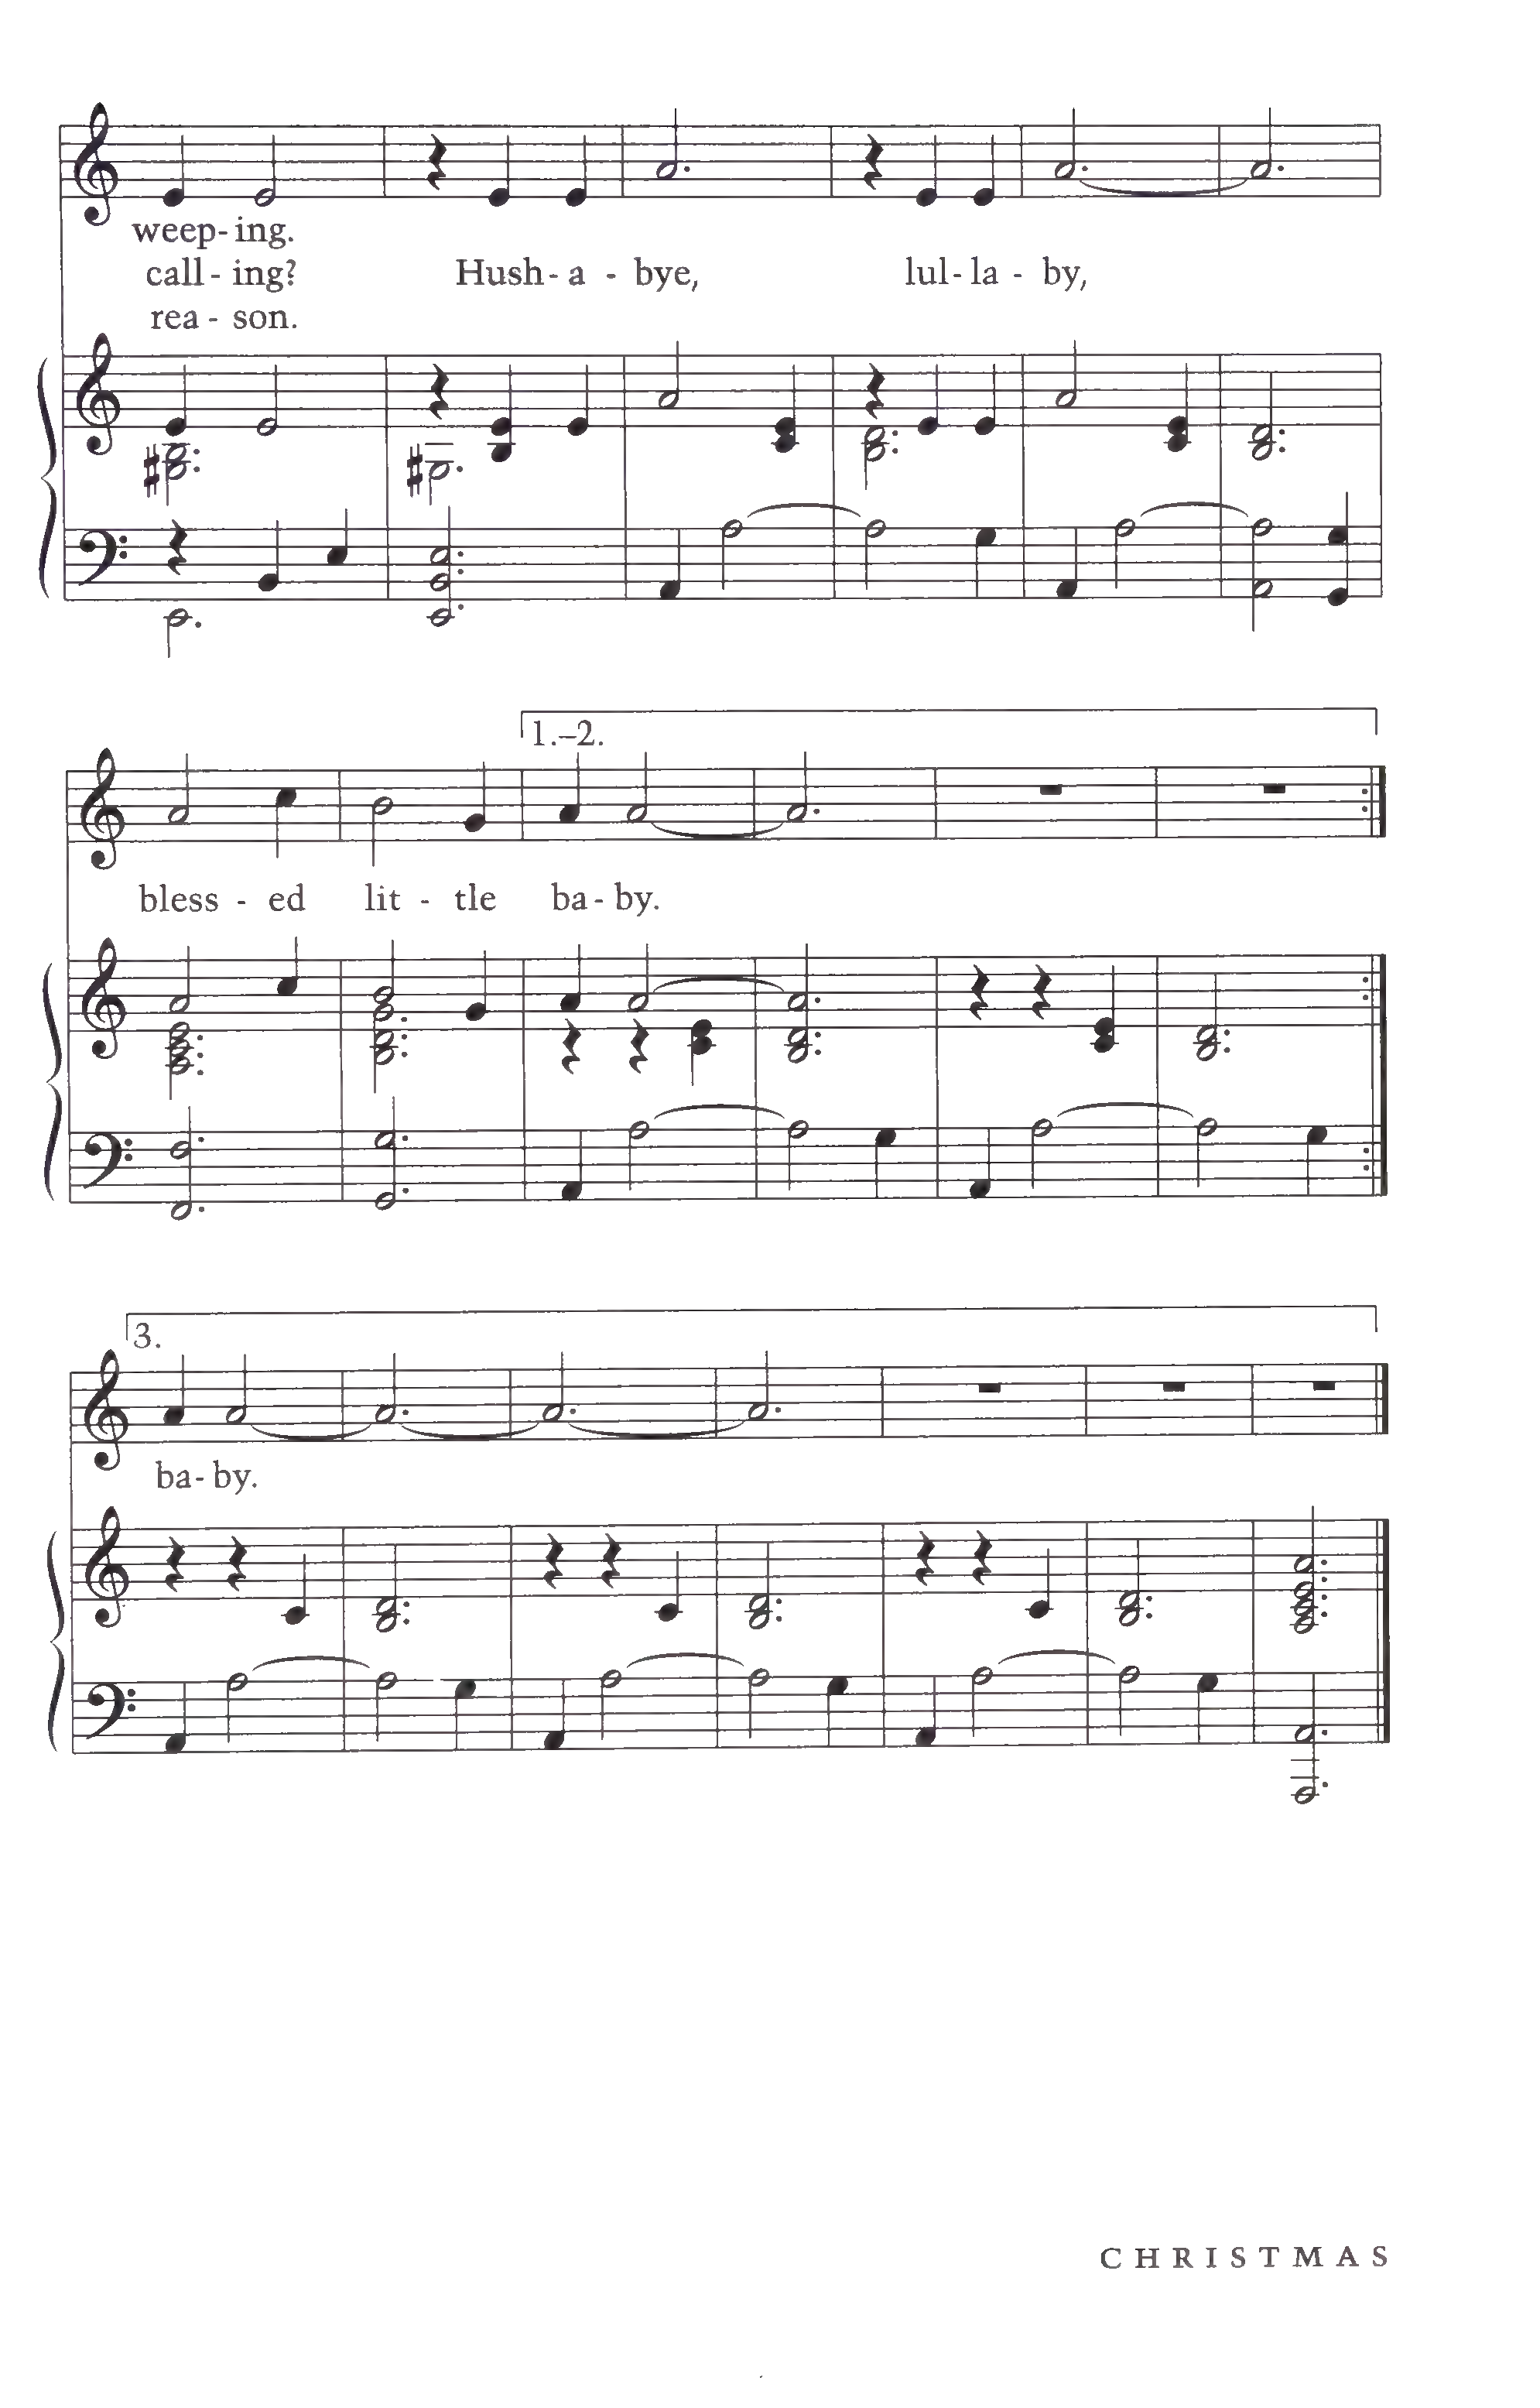 weep- ing.
call - ing? Hush- a - bye, lul- la - by,
rea - son.
1.–2.
bless - ed lit - tle ba- by.
3.
ba- by.
CHRISTMAS